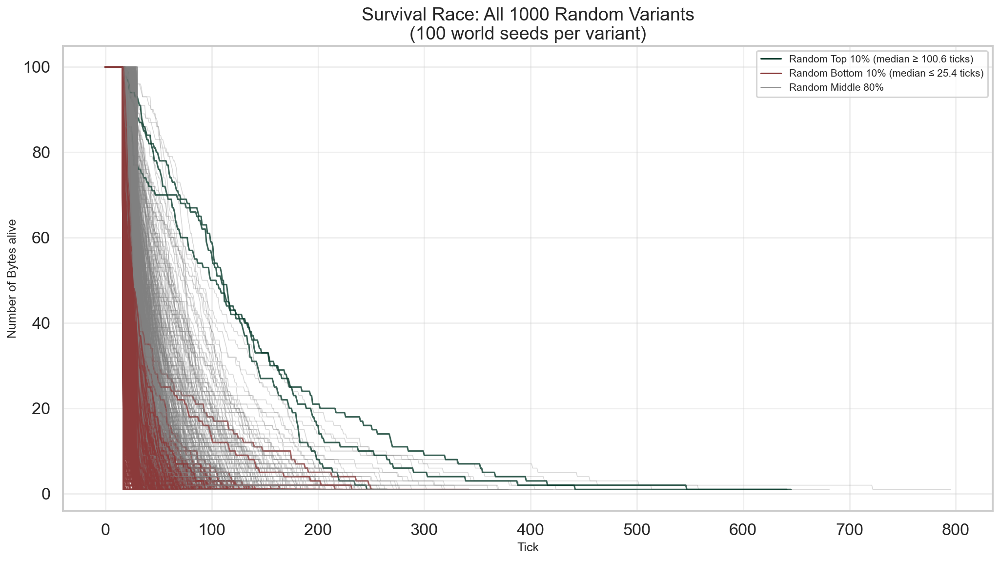 Survival Race: All 1000 Random Variants
(100 world seeds per variant)
Random Top 10% (median ≥ 100.6 ticks)
Random Bottom 10% (median ≤ 25.4 ticks)
Random Middle 80%
Number of Bytes alive
100
80
60
40
20
0
0 100 200 300 400 500 600 700 800
Tick